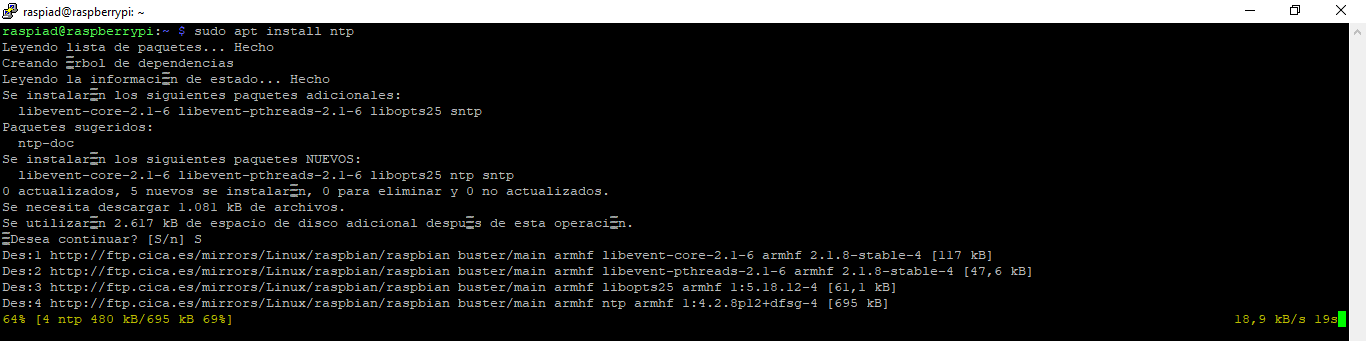 raspiad@raspberrypi: ~
raspiad@raspberrypi:~ $ sudo apt install ntp
Leyendo lista de paquetes... Hecho
Creando rbol de dependencias
Leyendo la informacin de estado... Hecho
Se instalarn los siguientes paquetes adicionales:
libevent-core-2.1-6 libevent-pthreads-2.1-6 libopts25 sntp
Paquetes sugeridos:
ntp-doc
Se instalarn los siguientes paquetes NUEVOS:
libevent-core-2.1-6 libevent-pthreads-2.1-6 libopts25 ntp sntp
0 actualizados, 5 nuevos se instalarn, 0 para eliminar y 0 no actualizados.
Se necesita descargar 1.081 kB de archivos.
Se utilizarn 2.617 kB de espacio de disco adicional despus de esta operacin.
Desea continuar? [S/n] S
Des:1 http://ftp.cica.es/mirrors/Linux/raspbian/raspbian buster/main armhf libevent-core-2.1-6 armhf 2.1.8-stable-4 [117 kB]
Des:2 http://ftp.cica.es/mirrors/Linux/raspbian/raspbian buster/main armhf libevent-pthreads-2.1-6 armhf 2.1.8-stable-4 [47,6 kB]
Des:3 http://ftp.cica.es/mirrors/Linux/raspbian/raspbian buster/main armhf libopts25 armhf 1:5.18.12-4 [61,1 kB]
Des:4 http://ftp.cica.es/mirrors/Linux/raspbian/raspbian buster/main armhf ntp armhf 1:4.2.8p12+dfsg-4 [695 kB]
64% [4 ntp 480 kB/695 kB 69%] 18,9 kB/s 19s